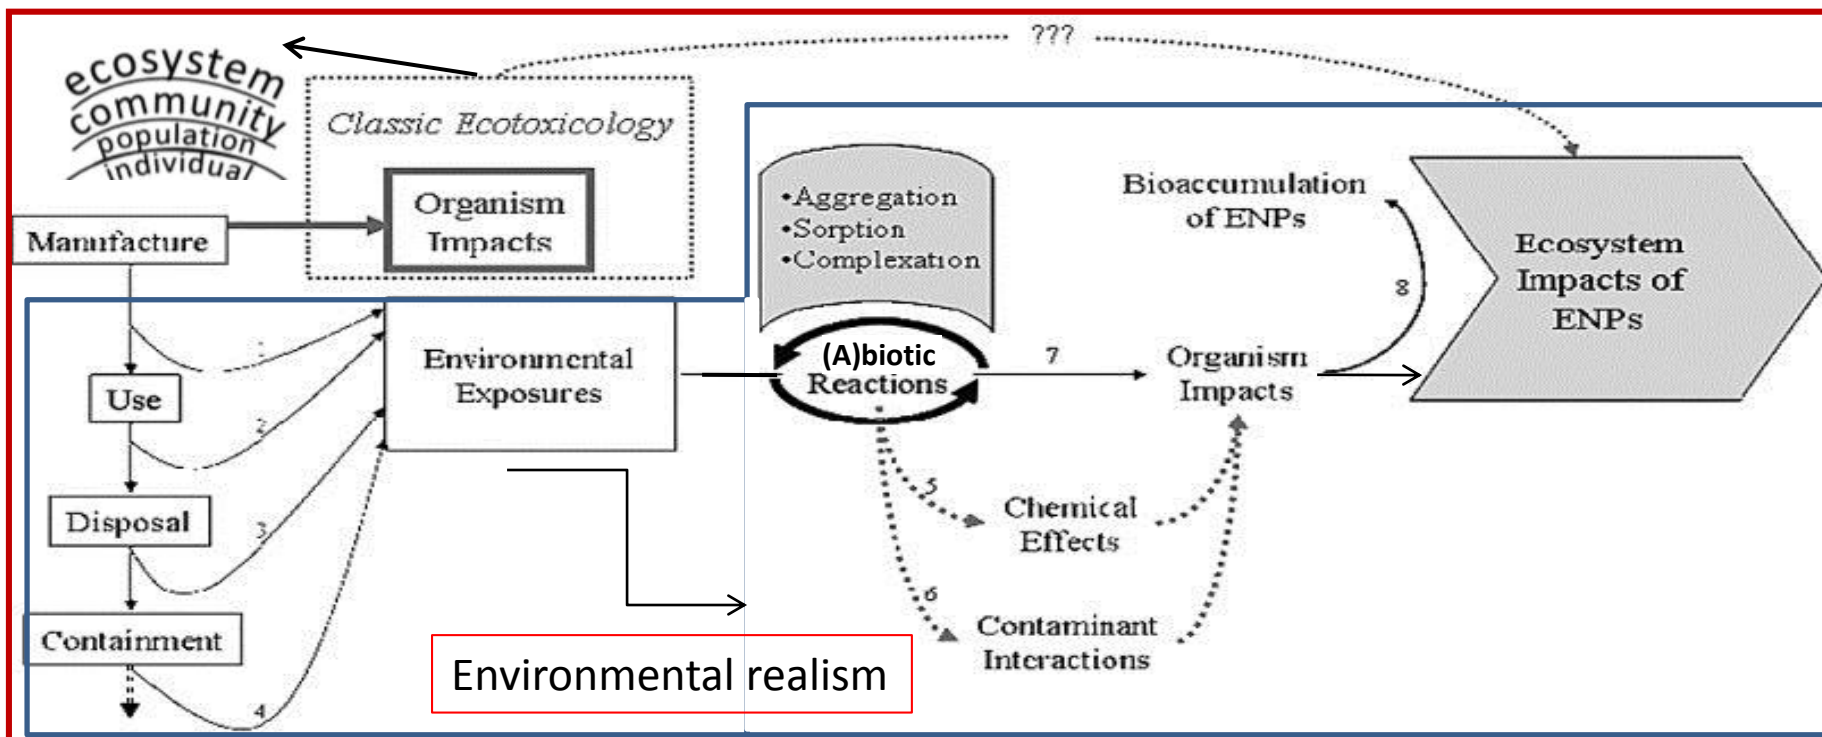 ???
ecosystem
community
population
individual
Classic Ecotoxicology
Organism
Impacts
Manufacture
•Aggregation
•Sorption
•Complexation
Bioaccumulation
of ENPs
Ecosystem
Impacts of
ENPs
8
1
Environmental
Exposures
(A)biotic
Reactions
7
Organism
Impacts
Use
2
Disposal
3
5
Chemical
Effects
6
Containment
Contaminant
Interactions
Environmental realism
4